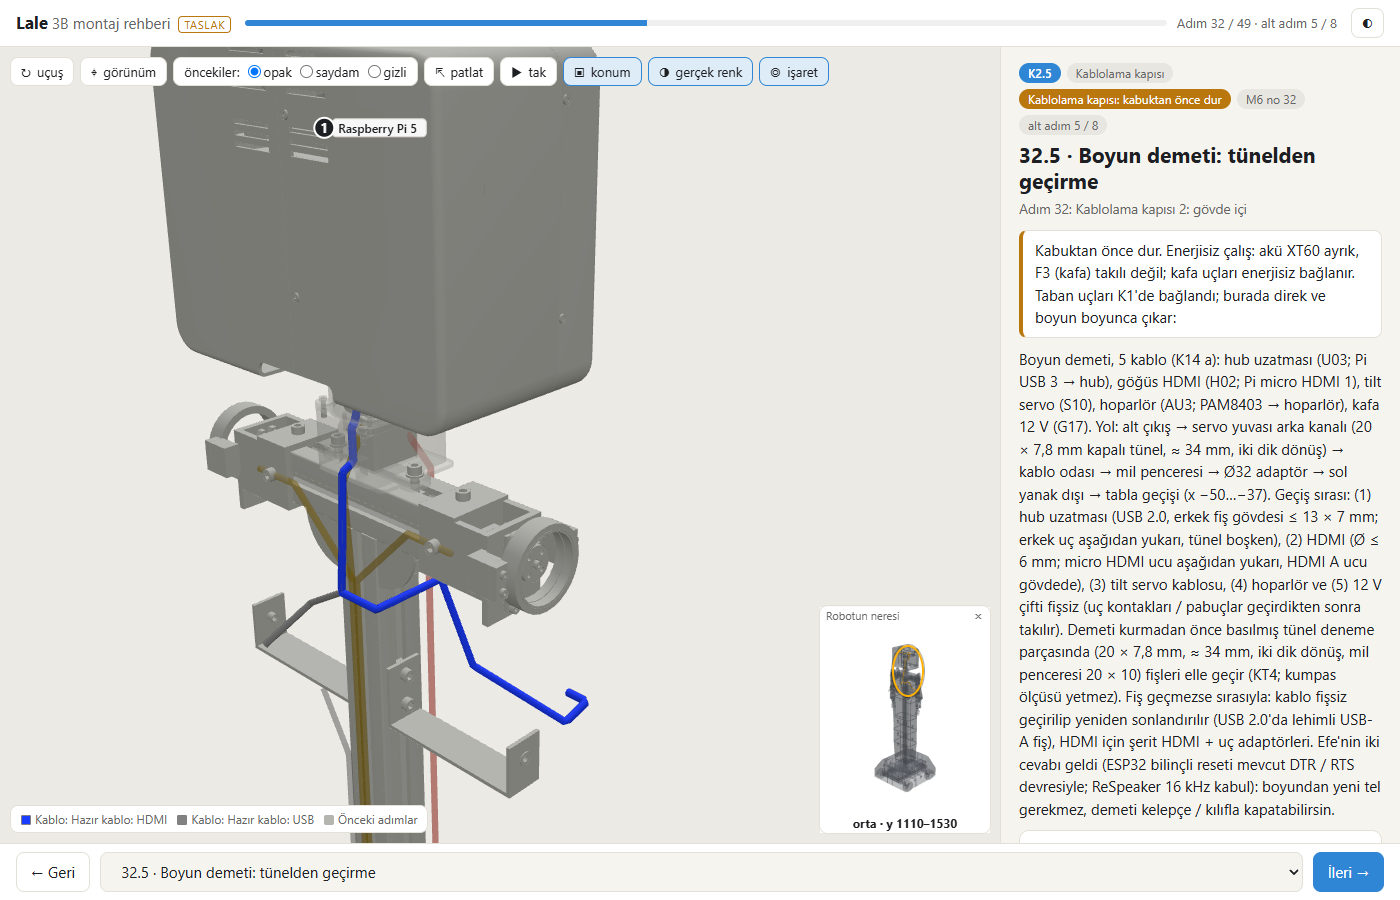 Lale 3B montaj rehberi TASLAK
Adım 32 / 49 · alt adım 5 / 8
↻ uçuş
⌖ görünüm
öncekiler: opak saydam gizli
⇱ patlat
▶ tak
▣ konum
◑ gerçek renk
◎ işaret
1 Raspberry Pi 5
Robotun neresi ×
orta · y 1110–1530
Kablo: Hazır kablo: HDMI
Kablo: Hazır kablo: USB
Önceki adımlar
K2.5 Kablolama kapısı
Kablolama kapısı: kabuktan önce dur M6 no 32
alt adım 5 / 8
32.5 · Boyun demeti: tünelden
geçirme
Adım 32: Kablolama kapısı 2: gövde içi
Kabuktan önce dur. Enerjisiz çalış: akü XT60 ayrık,
F3 (kafa) takılı değil; kafa uçları enerjisiz bağlanır.
Taban uçları K1'de bağlandı; burada direk ve
boyun boyunca çıkar:
Boyun demeti, 5 kablo (K14 a): hub uzatması (U03; Pi
USB 3 → hub), göğüs HDMI (H02; Pi micro HDMI 1), tilt
servo (S10), hoparlör (AU3; PAM8403 → hoparlör), kafa
12 V (G17). Yol: alt çıkış → servo yuvası arka kanalı (20
× 7,8 mm kapalı tünel, ≈ 34 mm, iki dik dönüş) →
kablo odası → mil penceresi → Ø32 adaptör → sol
yanak dışı → tabla geçişi (x −50…−37). Geçiş sırası: (1)
hub uzatması (USB 2.0, erkek fiş gövdesi ≤ 13 × 7 mm;
erkek uç aşağıdan yukarı, tünel boşken), (2) HDMI (Ø ≤
6 mm; micro HDMI ucu aşağıdan yukarı, HDMI A ucu
gövdede), (3) tilt servo kablosu, (4) hoparlör ve (5) 12 V
çifti fişsiz (uç kontakları / pabuçlar geçirdikten sonra
takılır). Demeti kurmadan önce basılmış tünel deneme
parçasında (20 × 7,8 mm, ≈ 34 mm, iki dik dönüş, mil
penceresi 20 × 10) fişleri elle geçir (KT4; kumpas
ölçüsü yetmez). Fiş geçmezse sırasıyla: kablo fişsiz
geçirilip yeniden sonlandırılır (USB 2.0'da lehimli USB-
A fiş), HDMI için şerit HDMI + uç adaptörleri. Efe'nin iki
cevabı geldi (ESP32 bilinçli reseti mevcut DTR / RTS
devresiyle; ReSpeaker 16 kHz kabul): boyundan yeni tel
gerekmez, demeti kelepçe / kılıfla kapatabilirsin.
← Geri
32.5 · Boyun demeti: tünelden geçirme
İleri →